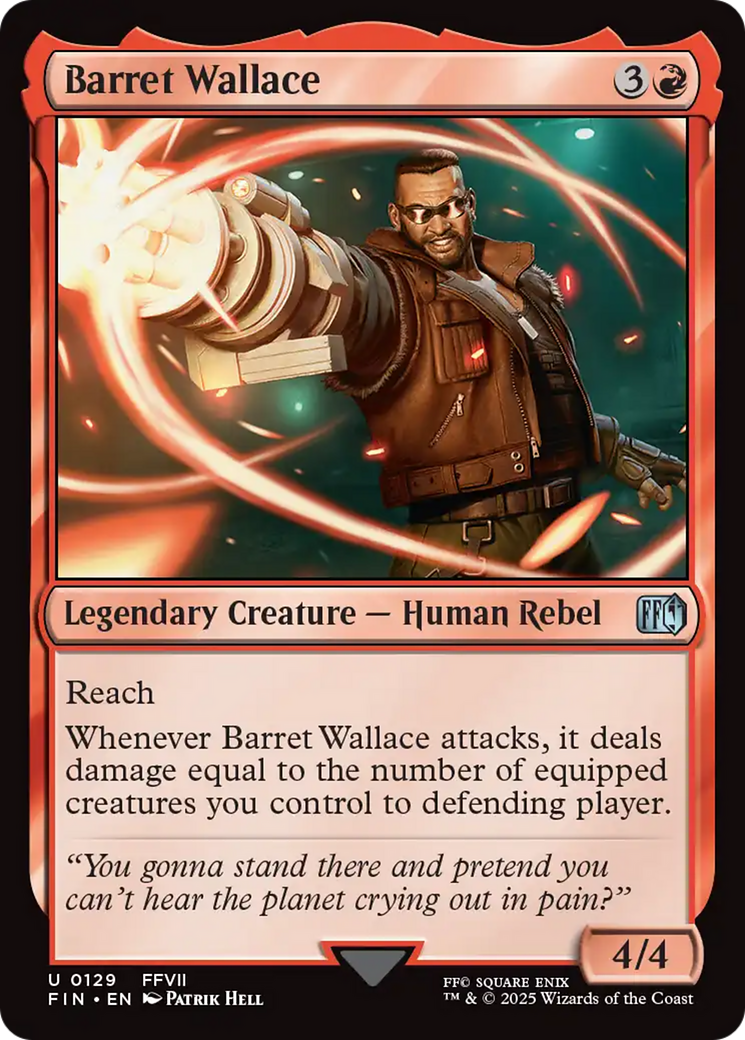 Barret Wallace 3
Legendary Creature — Human Rebel FF
Reach
Whenever Barret Wallace attacks, it deals
damage equal to the number of equipped
creatures you control to defending player.
“You gonna stand there and pretend you
can’t hear the planet crying out in pain?”
4/4
U 0129 FFVII
FIN • EN Patrik Hell
FF© SQUARE ENIX
™ & © 2025 Wizards of the Coast